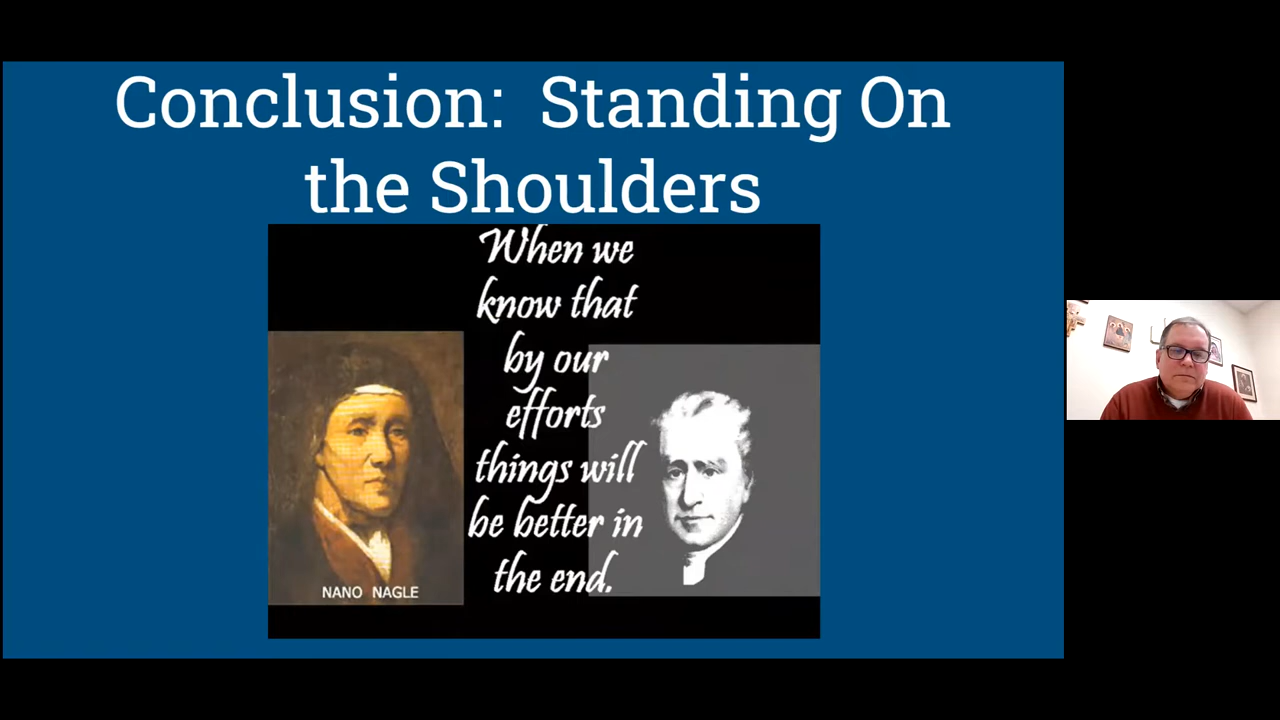 Conclusion:  Standing On
the Shoulders
When we
know that
by our
efforts
things will
be better in
the end.
NANO NAGLE